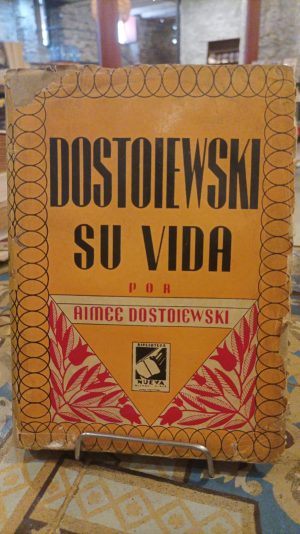 DOSTOIEWSKI
SU VIDA
POR
AIMEE DOSTOIEWSKI
BIBLIOTECA
NUEVA